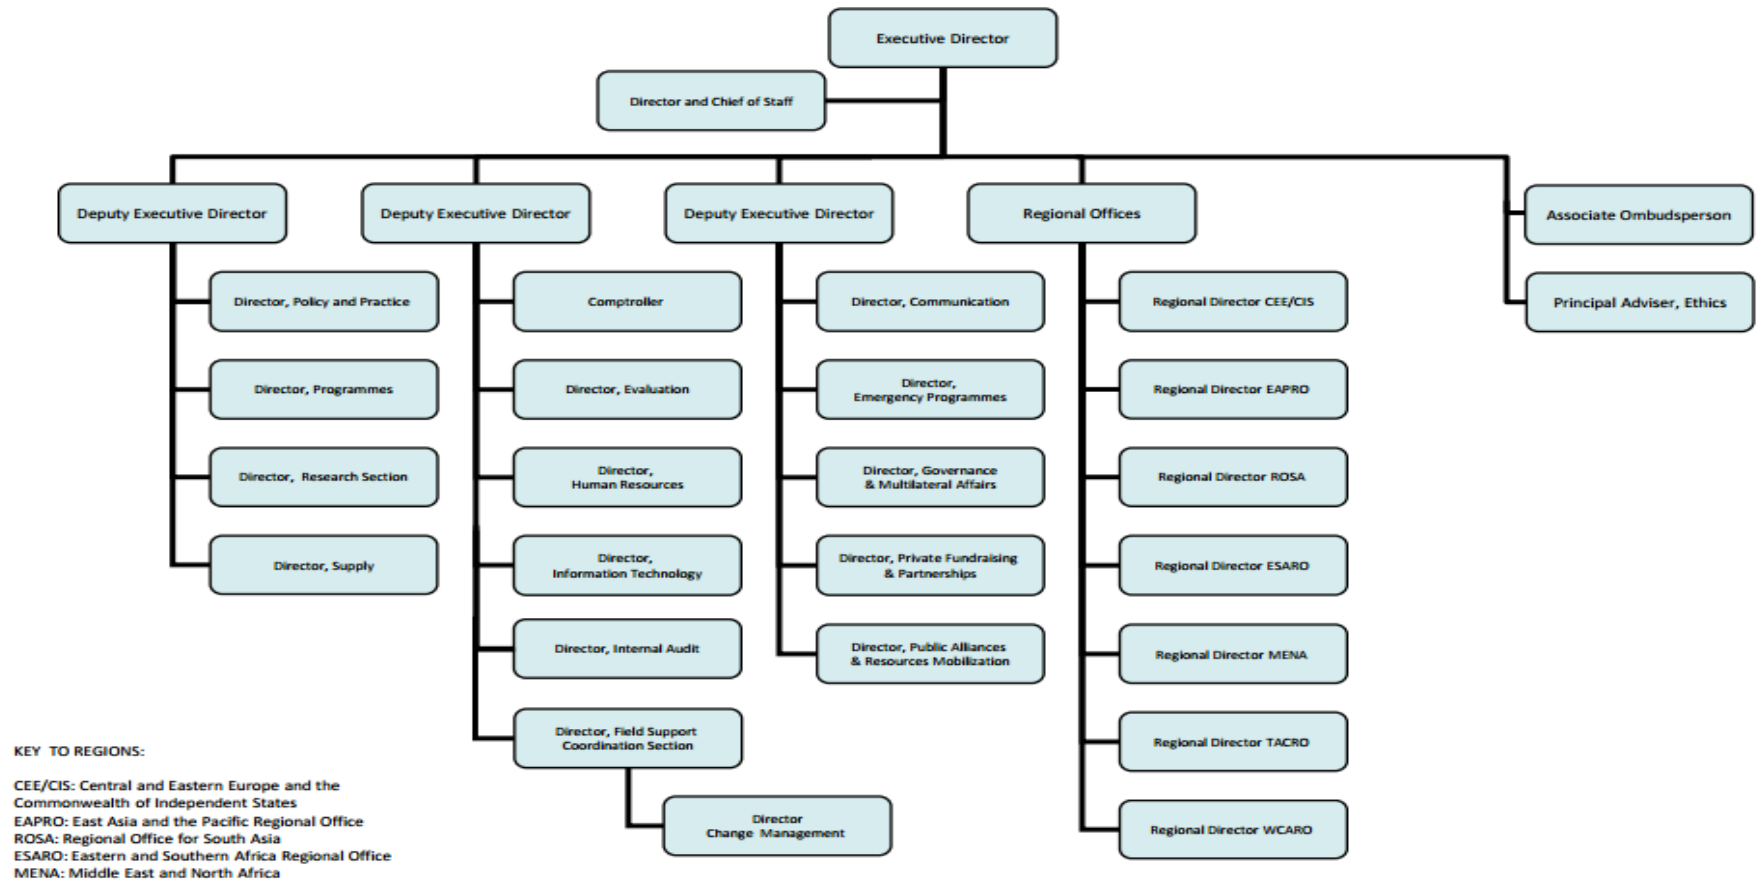 Executive Director
Director and Chief of Staff
Deputy Executive Director
Deputy Executive Director
Deputy Executive Director
Regional Offices
Associate Ombudsperson
Director, Policy and Practice
Comptroller
Director, Communication
Regional Director CEE/CIS
Principal Adviser, Ethics
Director, Programmes
Director, Evaluation
Director,
Emergency Programmes
Regional Director EAPRO
Director,  Research Section
Director,
Human Resources
Director, Governance
& Multilateral Affairs
Regional Director ROSA
Director, Supply
Director,
Information Technology
Director, Private Fundraising
& Partnerships
Regional Director ESARO
Director, Internal Audit
Director, Public Alliances
& Resources Mobilization
Regional Director MENA
Director, Field Support
Coordination Section
Regional Director TACRO
Director
Change Management
Regional Director WCARO
KEY TO REGIONS:
CEE/CIS: Central and Eastern Europe and the
Commonwealth of Independent States
EAPRO: East Asia and the Pacific Regional Office
ROSA: Regional Office for South Asia
ESARO: Eastern and Southern Africa Regional Office
MENA: Middle East and North Africa